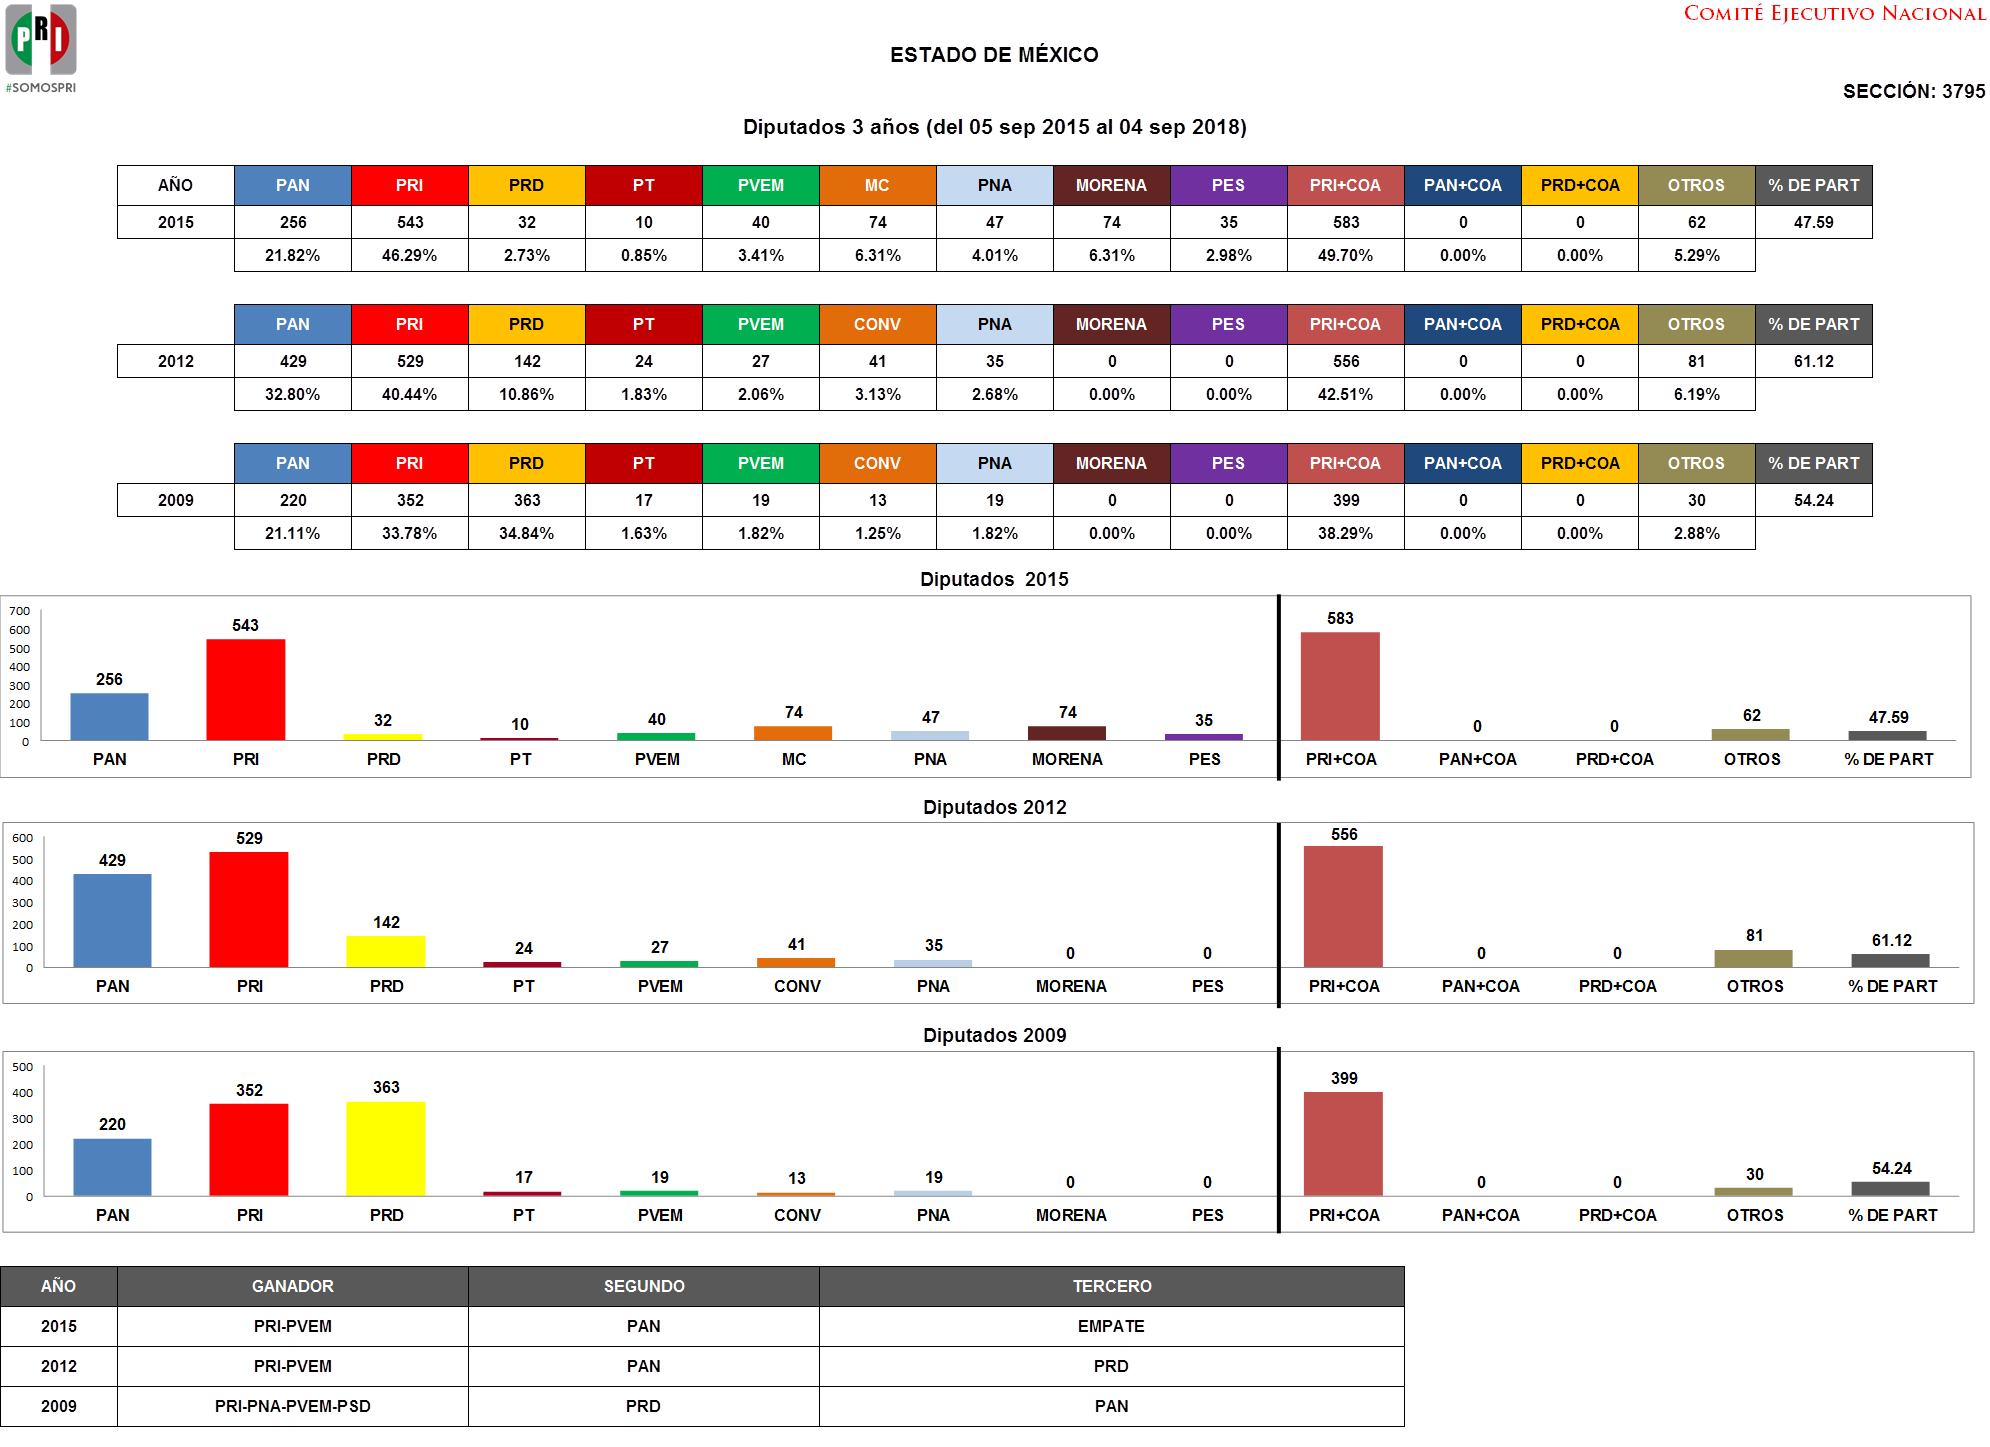 PRI
#SOMOSPRI
COMITÉ EJECUTIVO NACIONAL
ESTADO DE MÉXICO
SECCIÓN: 3795
Diputados 3 años (del 05 sep 2015 al 04 sep 2018)
AÑO PAN PRI PRD PT PVEM MC PNA MORENA PES PRI+COA PAN+COA PRD+COA OTROS % DE PART
2015 256 543 32 10 40 74 47 74 35 583 0 0 62 47.59
21.82% 46.29% 2.73% 0.85% 3.41% 6.31% 4.01% 6.31% 2.98% 49.70% 0.00% 0.00% 5.29%
PAN PRI PRD PT PVEM CONV PNA MORENA PES PRI+COA PAN+COA PRD+COA OTROS % DE PART
2012 429 529 142 24 27 41 35 0 0 556 0 0 81 61.12
32.80% 40.44% 10.86% 1.83% 2.06% 3.13% 2.68% 0.00% 0.00% 42.51% 0.00% 0.00% 6.19%
PAN PRI PRD PT PVEM CONV PNA MORENA PES PRI+COA PAN+COA PRD+COA OTROS % DE PART
2009 220 352 363 17 19 13 19 0 0 399 0 0 30 54.24
21.11% 33.78% 34.84% 1.63% 1.82% 1.25% 1.82% 0.00% 0.00% 38.29% 0.00% 0.00% 2.88%
Diputados 2015
700
600
500
400
300
200
100
0
256 543 32 10 40 74 47 74 35 583 0 0 62 47.59
PAN PRI PRD PT PVEM MC PNA MORENA PES PRI+COA PAN+COA PRD+COA OTROS % DE PART
Diputados 2012
600
500
400
300
200
100
0
429 529 142 24 27 41 35 0 0 556 0 0 81 61.12
PAN PRI PRD PT PVEM CONV PNA MORENA PES PRI+COA PAN+COA PRD+COA OTROS % DE PART
Diputados 2009
500
400
300
200
100
0
220 352 363 17 19 13 19 0 0 399 0 0 30 54.24
PAN PRI PRD PT PVEM CONV PNA MORENA PES PRI+COA PAN+COA PRD+COA OTROS % DE PART
AÑO GANADOR SEGUNDO TERCERO
2015 PRI-PVEM PAN EMPATE
2012 PRI-PVEM PAN PRD
2009 PRI-PNA-PVEM-PSD PRD PAN